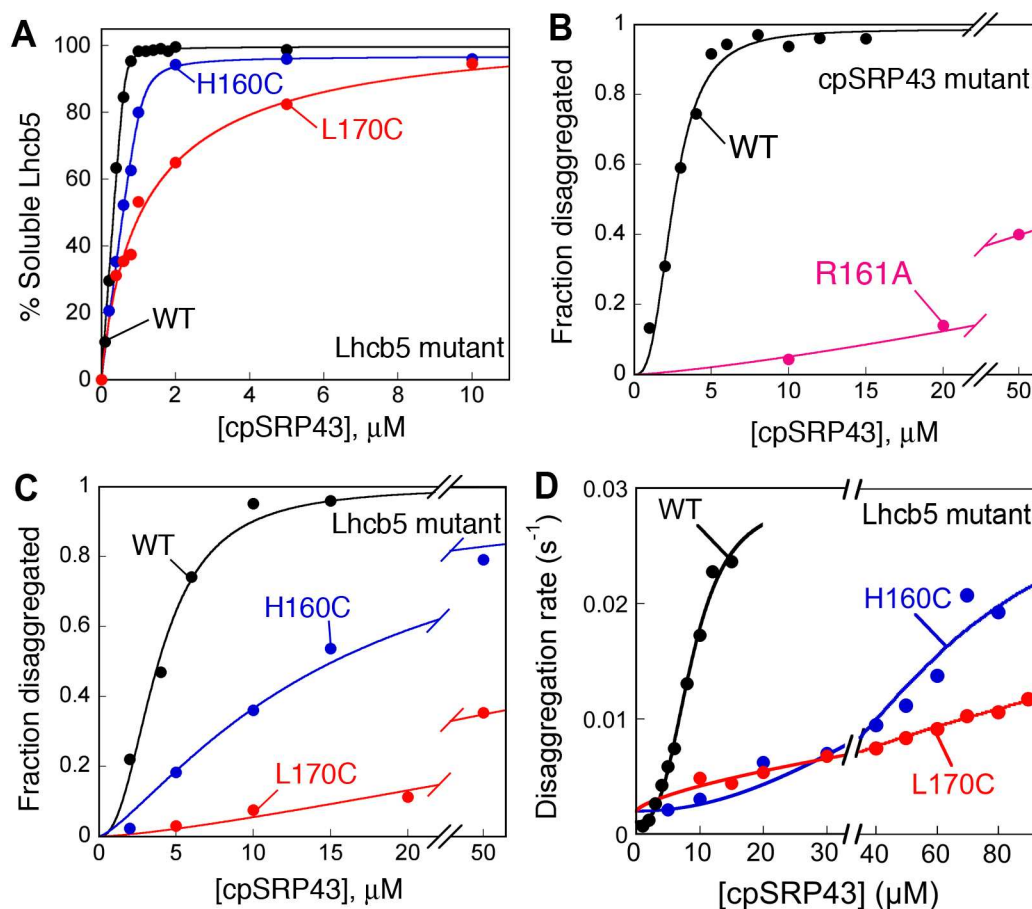 A
% Soluble Lhcb5
100
80
60
40
20
0
H160C
L170C
WT
Lhcb5 mutant
0 2 4 6 8 10
[cpSRP43], μM
B
Fraction disaggregated
1
0.8
0.6
0.4
0.2
0
cpSRP43 mutant
WT
R161A
0 5 10 15 20 50
[cpSRP43], μM
C
Fraction disaggregated
1
0.8
0.6
0.4
0.2
0
Lhcb5 mutant
WT
H160C
L170C
0 5 10 15 20 50
[cpSRP43], μM
D
Disaggregation rate (s-1)
0.03
0.02
0.01
0
WT
Lhcb5 mutant
H160C
L170C
0 10 20 30 40 60 80
[cpSRP43] (μM)